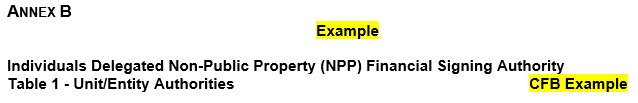 ANNEX B
Example
Individuals Delegated Non-Public Property (NPP) Financial Signing Authority
Table 1 - Unit/Entity Authorities CFB Example